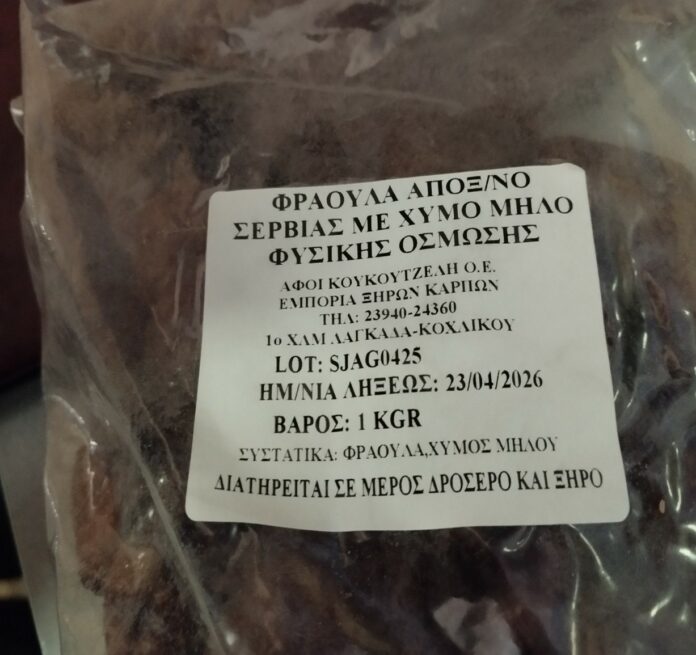 ΦΡΑΟΥΛΑ ΑΠΟΞ/ΝΟ
ΣΕΡΒΙΑΣ ΜΕ ΧΥΜΟ ΜΗΛΟ
ΦΥΣΙΚΗΣ ΟΣΜΩΣΗΣ
ΑΦΟΙ ΚΟΥΚΟΥΤΖΕΛΗ Ο.Ε.
ΕΜΠΟΡΙΑ ΞΗΡΩΝ ΚΑΡΠΩΝ
ΤΗΛ: 23940-24360
1ο ΧΛΜ ΛΑΓΚΑΔΑ-ΚΟΧΛΙΚΟΥ
LOT: SJAG0425
ΗΜ/ΝΙΑ ΛΗΞΕΩΣ: 23/04/2026
ΒΑΡΟΣ: 1 KGR
ΣΥΣΤΑΤΙΚΑ: ΦΡΑΟΥΛΑ,ΧΥΜΟΣ ΜΗΛΟΥ
ΔΙΑΤΗΡΕΙΤΑΙ ΣΕ ΜΕΡΟΣ ΔΡΟΣΕΡΟ ΚΑΙ ΞΗΡΟ